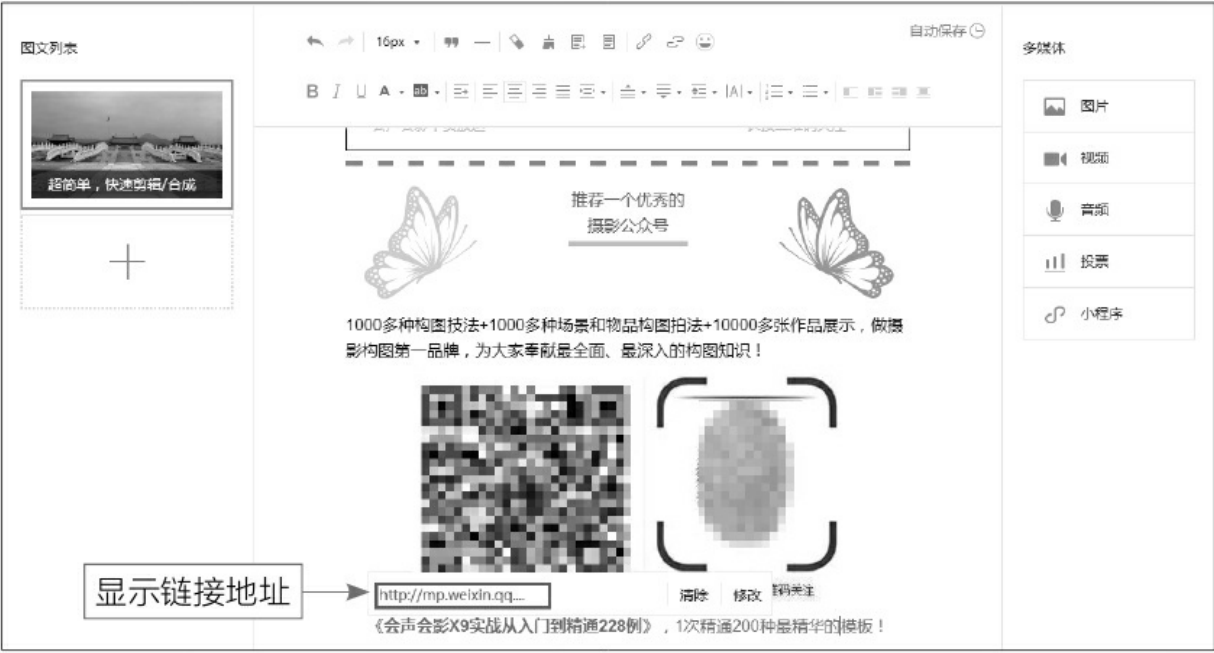 图文列表
超简单，快速剪辑/合成
16px
自动保存
B I U A ab
推荐一个优秀的
摄影公众号
1000多种构图技法+1000多种场景和物品构图拍法+10000多张作品展示，做摄
影构图第一品牌，为大家奉献最全面、最深入的构图知识！
显示链接地址
http://mp.weixin.qq....
清除
修改
码关注
《会声会影X9实战从入门到精通228例》，1次精通200种最精华的模板！
多媒体
图片
视频
音频
投票
小程序